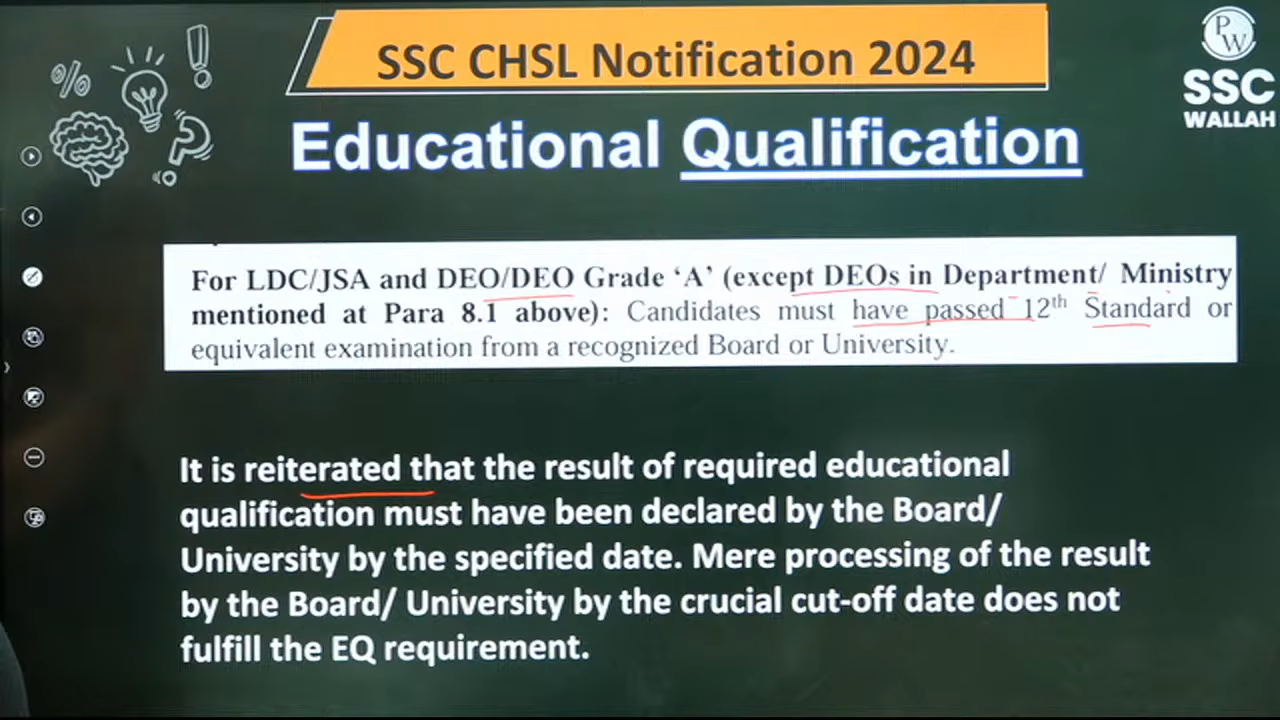 SSC CHSL Notification 2024
PW
SSC
WALLAH
%
Educational Qualification
For LDC/JSA and DEO/DEO Grade ‘A’ (except DEOs in Department/ Ministry
mentioned at Para 8.1 above): Candidates must have passed 12th Standard or
equivalent examination from a recognized Board or University.
It is reiterated that the result of required educational
qualification must have been declared by the Board/
University by the specified date. Mere processing of the result
by the Board/ University by the crucial cut-off date does not
fulfill the EQ requirement.